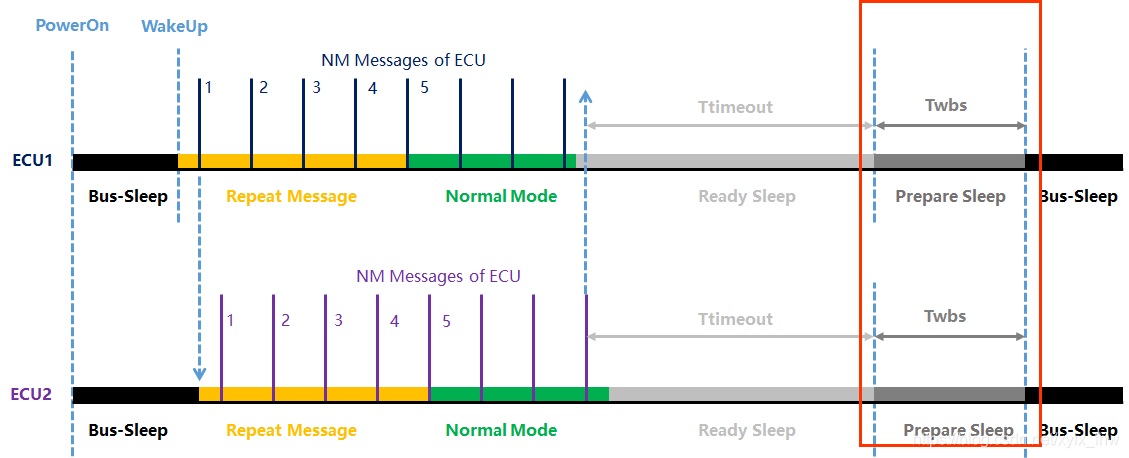 PowerOn
WakeUp
NM Messages of ECU
1 2 3 4 5
Ttimeout
Twbs
ECU1
Bus-Sleep Repeat Message Normal Mode Ready Sleep Prepare Sleep Bus-Sleep
NM Messages of ECU
1 2 3 4 5
Ttimeout
Twbs
ECU2
Bus-Sleep Repeat Message Normal Mode Ready Sleep Prepare Sleep Bus-Sleep